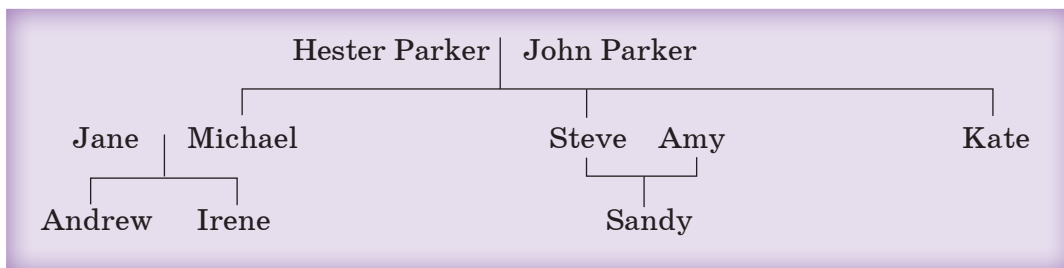 Hester Parker John Parker
Jane Michael Steve Amy Kate
Andrew Irene Sandy